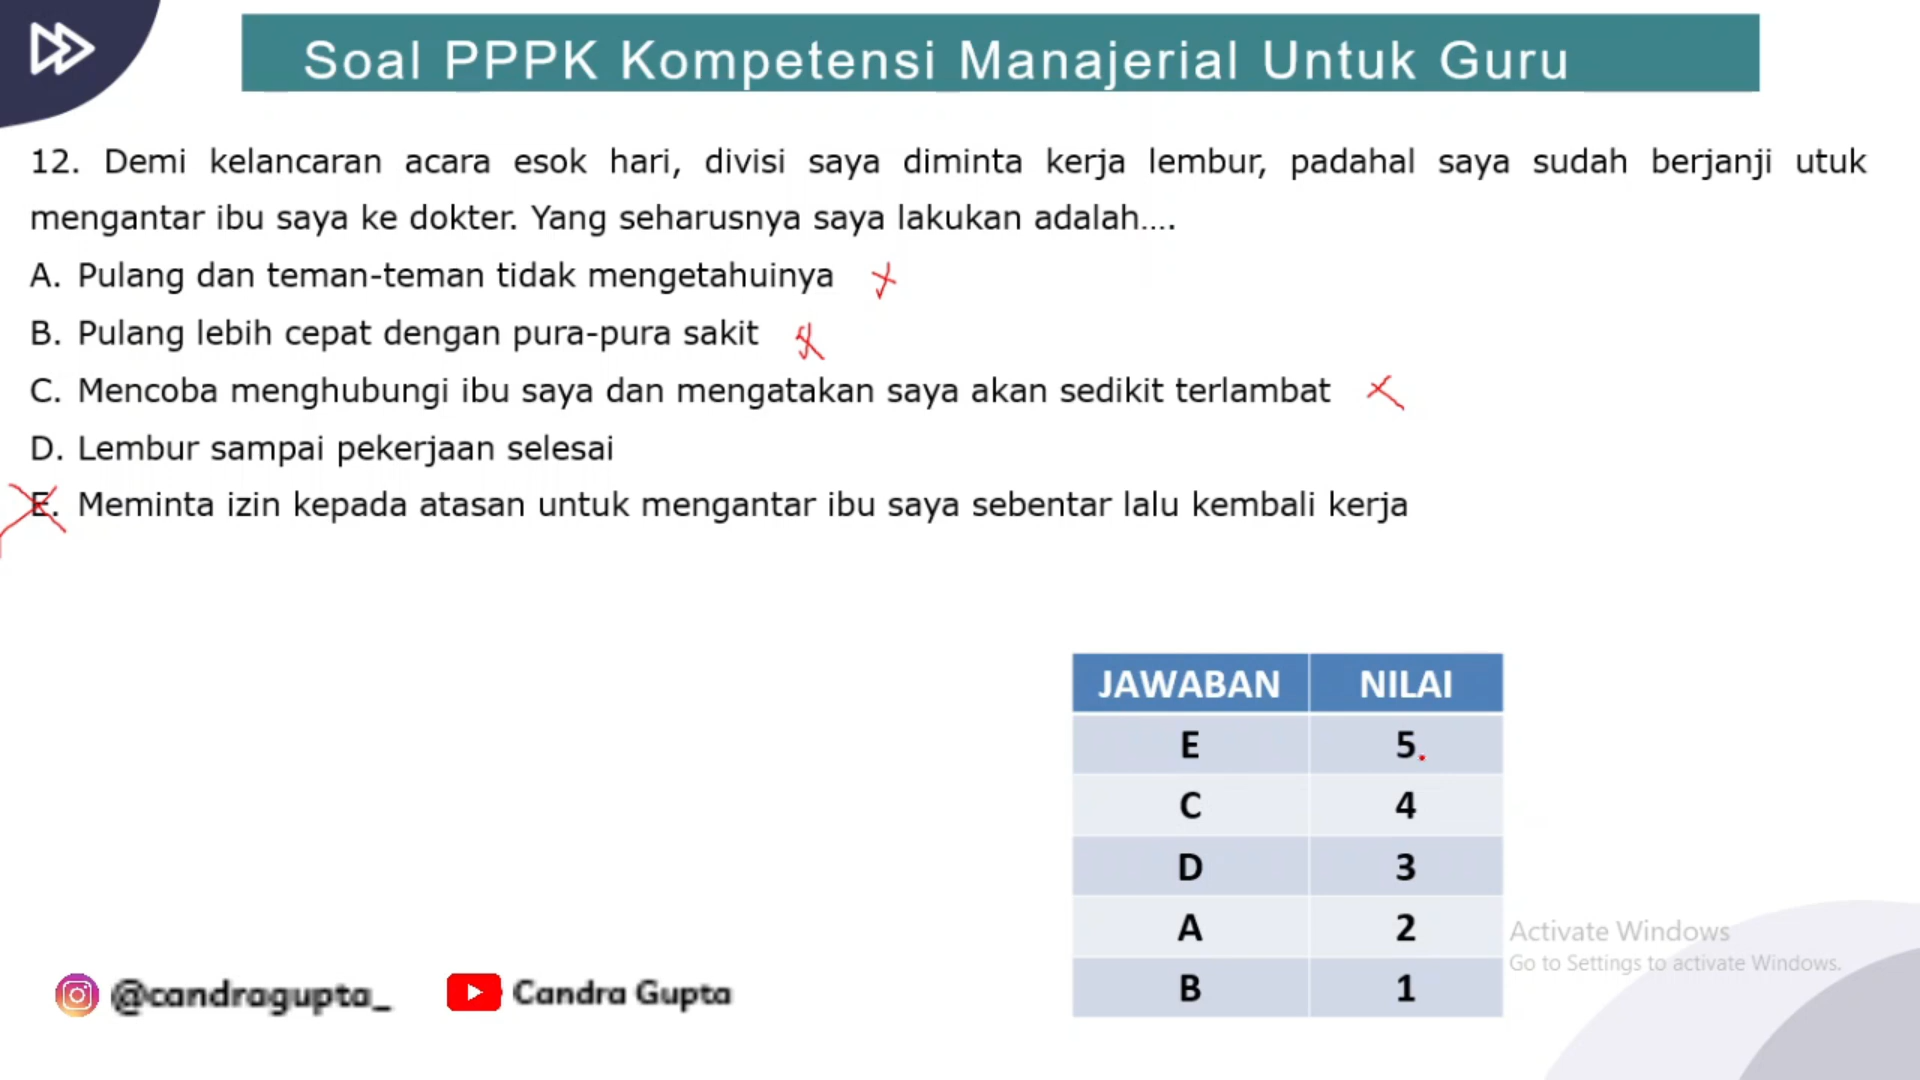 Soal PPPK Kompetensi Manajerial Untuk Guru
12. Demi kelancaran acara esok hari, divisi saya diminta kerja lembur, padahal saya sudah berjanji utuk
mengantar ibu saya ke dokter. Yang seharusnya saya lakukan adalah....
A. Pulang dan teman-teman tidak mengetahuinya
B. Pulang lebih cepat dengan pura-pura sakit
C. Mencoba menghubungi ibu saya dan mengatakan saya akan sedikit terlambat
D. Lembur sampai pekerjaan selesai
E. Meminta izin kepada atasan untuk mengantar ibu saya sebentar lalu kembali kerja
JAWABAN NILAI
E 5
C 4
D 3
A 2
B 1
Activate Windows
Go to Settings to activate Windows.
@candragupta_ Candra Gupta